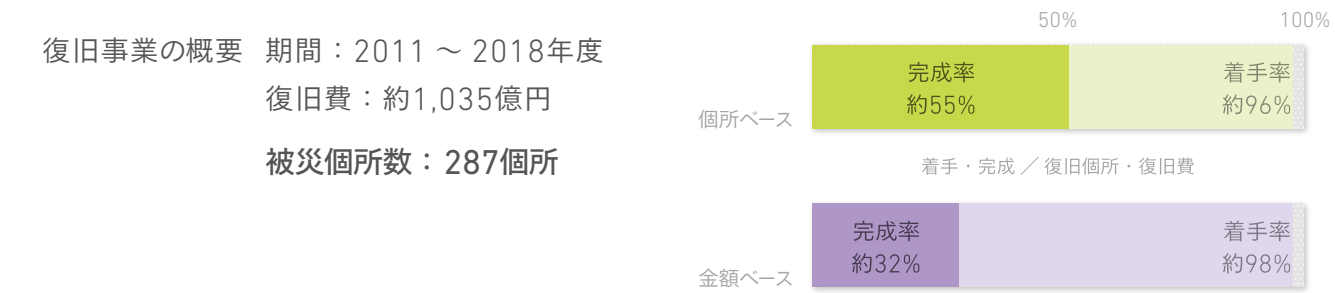 復旧事業の概要 期間：2011 ～ 2018年度
復旧費：約1,035億円
被災個所数：287個所
50% 100%
個所ベース
完成率
約55%
着手率
約96%
着手・完成 ／ 復旧個所・復旧費
金額ベース
完成率
約32%
着手率
約98%